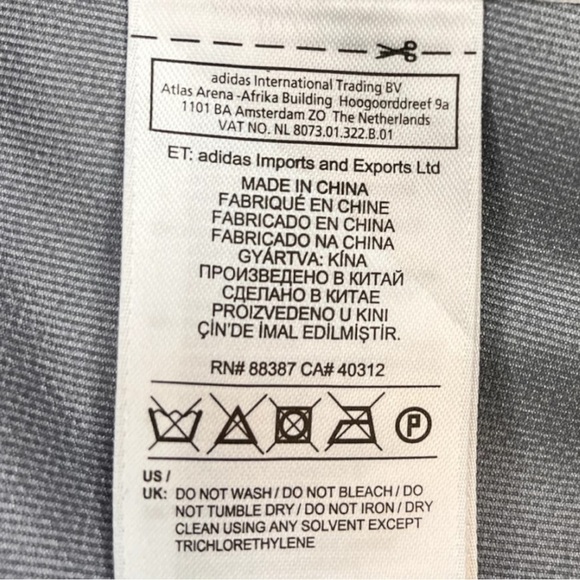 adidas International Trading BV
Atlas Arena -Afrika Building Hoogoorddreef 9a
1101 BA Amsterdam ZO The Netherlands
VAT NO. NL 8073.01.322.B.01
ET: adidas Imports and Exports Ltd
MADE IN CHINA
FABRIQUÉ EN CHINE
FABRICADO EN CHINA
FABRICADO NA CHINA
GYÁRTVA: KÍNA
ПРОИЗВЕДЕНО В КИТАЙ
СДЕЛАНО В КИТАЕ
PROIZVEDENO U KINI
ÇİN'DE İMAL EDİLMİŞTİR.
RN# 88387 CA# 40312
P
US /
UK: DO NOT WASH / DO NOT BLEACH / DO
NOT TUMBLE DRY / DO NOT IRON / DRY
CLEAN USING ANY SOLVENT EXCEPT
TRICHLORETHYLENE